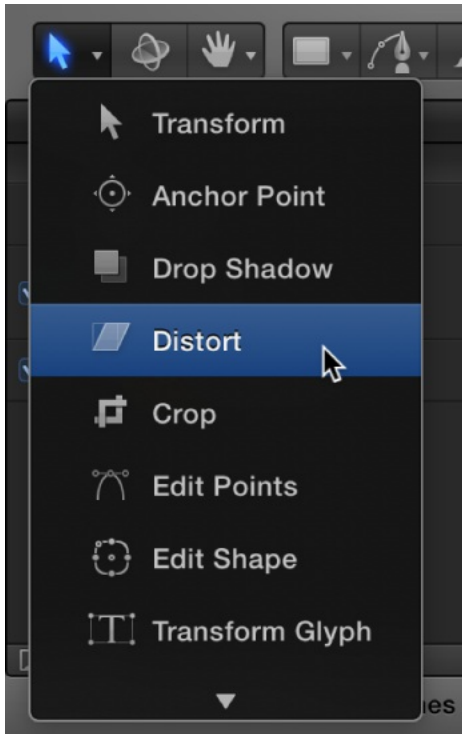 Transform
Anchor Point
Drop Shadow
Distort
Crop
Edit Points
Edit Shape
Transform Glyph